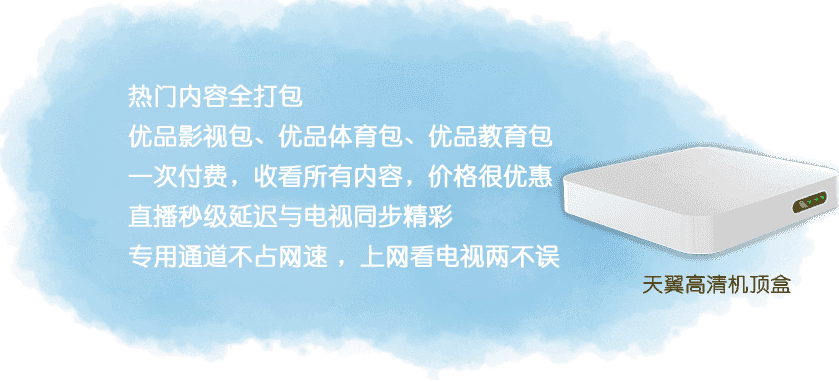 热门内容全打包
优品影视包、优品体育包、优品教育包
一次付费，收看所有内容，价格很优惠
直播秒级延迟与电视同步精彩
专用通道不占网速 ，上网看电视两不误
天翼高清机顶盒